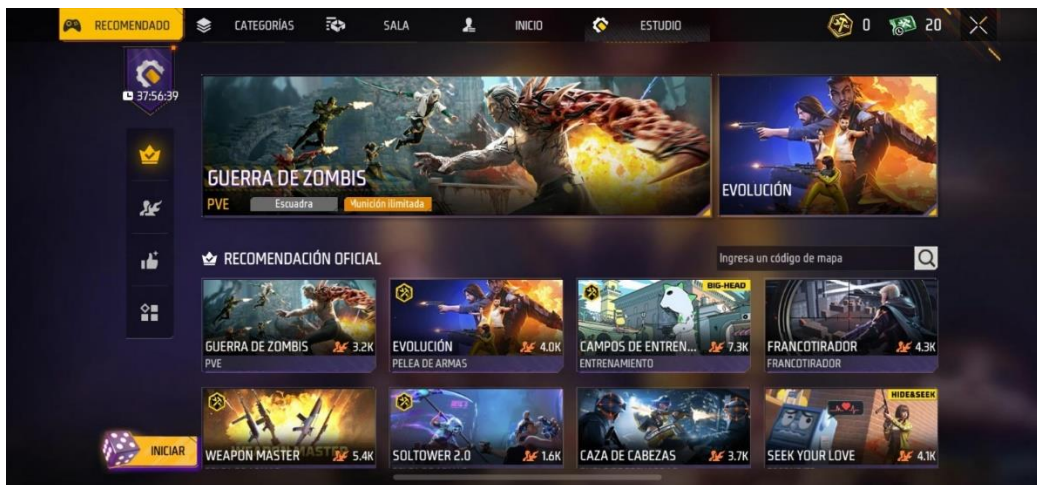 RECOMENDADO
CATEGORÍAS
SALA
INICIO
ESTUDIO
0
20
37:56:39
GUERRA DE ZOMBIS
PVE Escuadra Munición ilimitada
EVOLUCIÓN
RECOMENDACIÓN OFICIAL
Ingresa un código de mapa
GUERRA DE ZOMBIS 3.2K
PVE
EVOLUCIÓN 4.0K
PELEA DE ARMAS
BIG-HEAD
CAMPOS DE ENTREN... 7.3K
ENTRENAMIENTO
FRANCOTIRADOR 4.3K
FRANCOTIRADOR
WEAPON MASTER 5.4K
SOLTOWER 2.0 1.6K
CAZA DE CABEZAS 3.7K
HIDE&SEEK
SEEK YOUR LOVE 4.1K
INICIAR